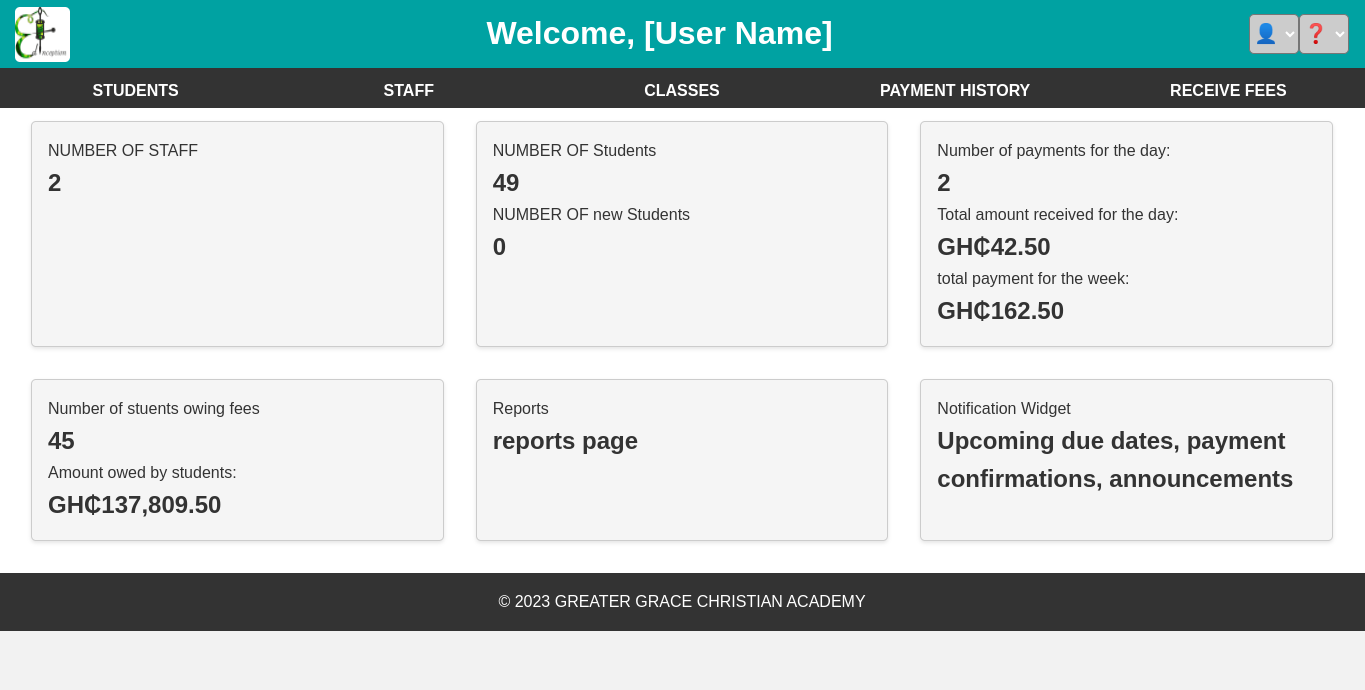 nception
Welcome, [User Name]
STUDENTS STAFF CLASSES PAYMENT HISTORY RECEIVE FEES
NUMBER OF STAFF
2
NUMBER OF Students
49
NUMBER OF new Students
0
Number of payments for the day:
2
Total amount received for the day:
GH₵42.50
total payment for the week:
GH₵162.50
Number of stuents owing fees
45
Amount owed by students:
GH₵137,809.50
Reports
reports page
Notification Widget
Upcoming due dates, payment
confirmations, announcements
© 2023 GREATER GRACE CHRISTIAN ACADEMY